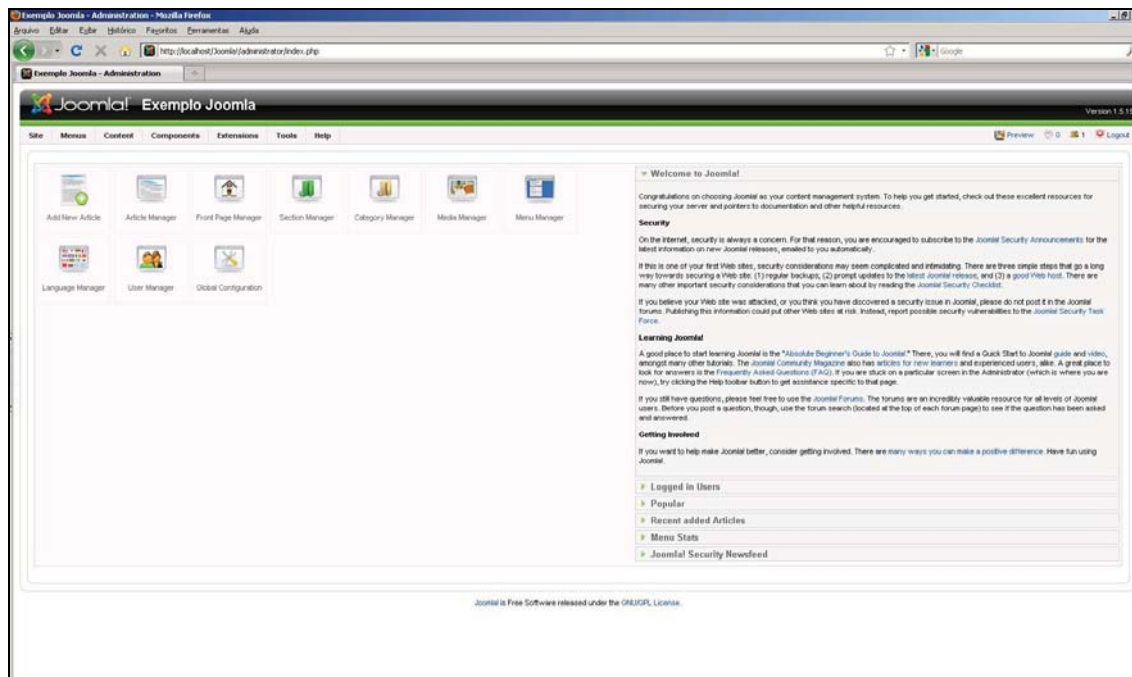 Exemplo Joomla - Administration - Mozilla Firefox
Arquivo Editar Exibir Histórico Favoritos Ferramentas Ajuda
http://localhost/Joomla!/administrator/index.php
Google
Exemplo Joomla - Administration
Joomla! Exemplo Joomla
Version 1.5.15
Site Menus Content Components Extensions Tools Help
Preview 0 1 Logout
Add New Article Article Manager Front Page Manager Section Manager Category Manager Media Manager Menu Manager
Language Manager User Manager Global Configuration
Welcome to Joomla!
Congratulations on choosing Joomla! as your content management system. To help you get started, check out these excellent resources for
securing your server and pointers to documentation and other helpful resources.
Security
On the Internet, security is always a concern. For that reason, you are encouraged to subscribe to the Joomla! Security Announcements for the
latest information on new Joomla! releases, emailed to you automatically.
If this is one of your first Web sites, security considerations may seem complicated and intimidating. There are three simple steps that go a long
way towards securing a Web site: (1) regular backups; (2) prompt updates to the latest Joomla! release; and (3) a good Web host. There are
many other important security considerations that you can learn about by reading the Joomla! Security Checklist.
If you believe your Web site was attacked, or you think you have discovered a security issue in Joomla!, please do not post it in the Joomla!
forums. Publishing this information could put other Web sites at risk. Instead, report possible security vulnerabilities to the Joomla! Security Task
Force.
Learning Joomla!
A good place to start learning Joomla! is the "Absolute Beginner's Guide to Joomla!." There, you will find a Quick Start to Joomla! guide and video,
amongst many other tutorials. The Joomla! Community Magazine also has articles for new learners and experienced users, alike. A great place to
look for answers is the Frequently Asked Questions (FAQ). If you are stuck on a particular screen in the Administrator (which is where you are
now), try clicking the Help toolbar button to get assistance specific to that page.
If you still have questions, please feel free to use the Joomla! Forums. The forums are an incredibly valuable resource for all levels of Joomla!
users. Before you post a question, though, use the forum search (located at the top of each forum page) to see if the question has been asked
and answered.
Getting Involved
If you want to help make Joomla! better, consider getting involved. There are many ways you can make a positive difference. Have fun using
Joomla!.
Logged in Users
Popular
Recent added Articles
Menu Stats
Joomla! Security Newsfeed
Joomla! is Free Software released under the GNU/GPL License.